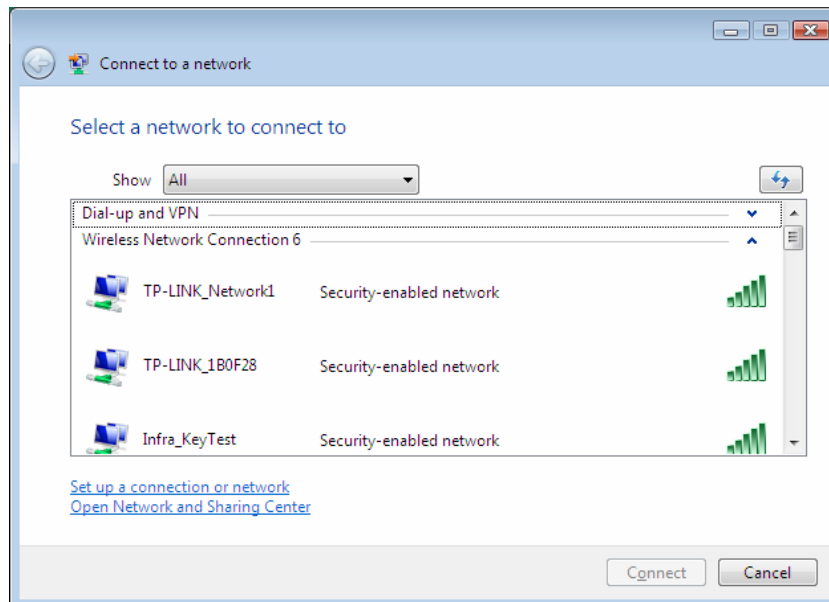 Connect to a network
Select a network to connect to
Show All
Dial-up and VPN
Wireless Network Connection 6
TP-LINK_Network1 Security-enabled network
TP-LINK_1B0F28 Security-enabled network
Infra_KeyTest Security-enabled network
Set up a connection or network
Open Network and Sharing Center
Connect Cancel